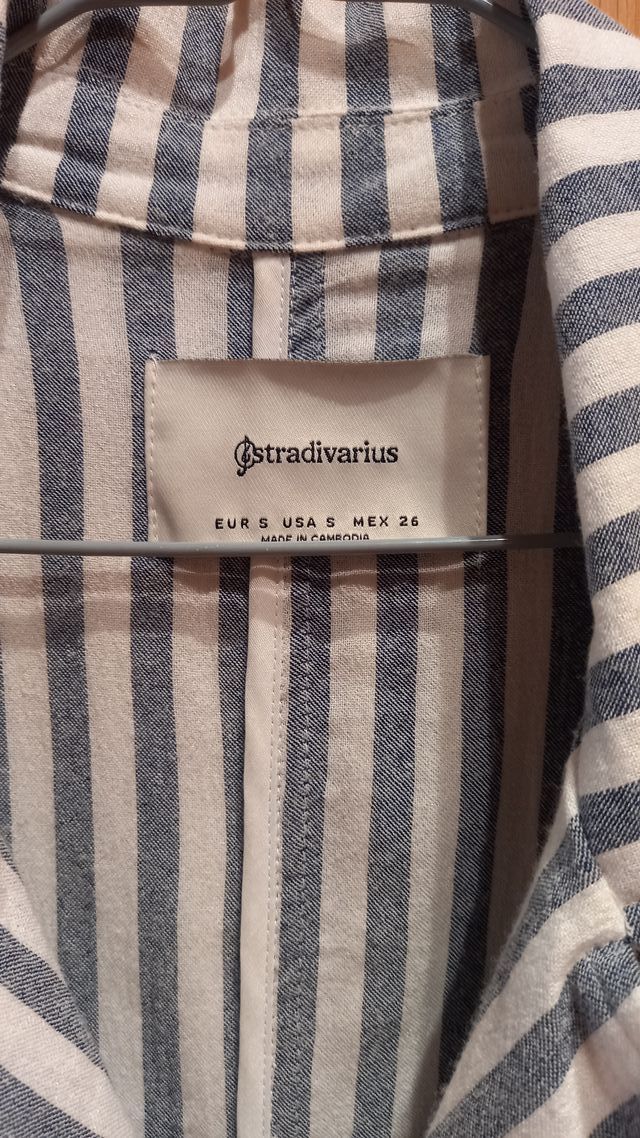 stradivarius
EUR S USA S MEX 26
MADE IN CAMBODIA